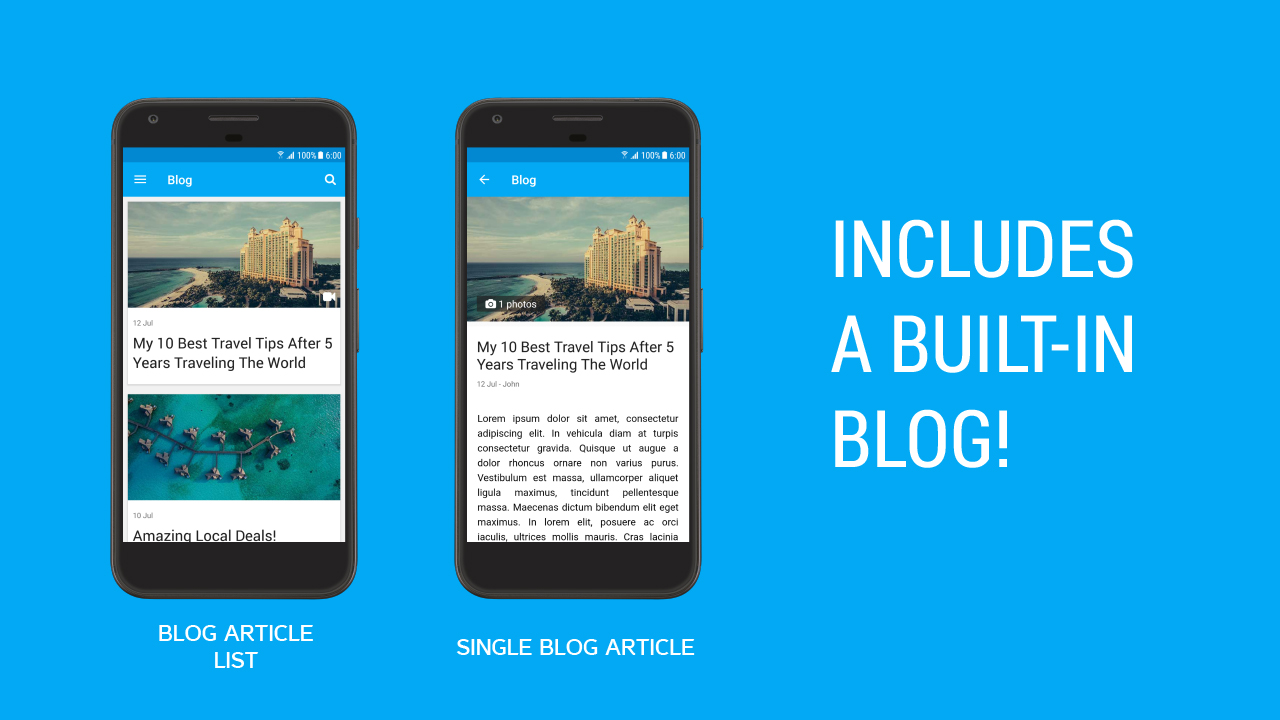 100% 6:00
Blog
12 Jul
My 10 Best Travel Tips After 5
Years Traveling The World
10 Jul
Amazing Local Deals!
BLOG ARTICLE
LIST
100% 6:00
Blog
1 photos
My 10 Best Travel Tips After 5
Years Traveling The World
12 Jul - John
Lorem ipsum dolor sit amet, consectetur
adipiscing elit. In vehicula diam at turpis
consectetur gravida. Quisque ut augue a
dolor rhoncus ornare non varius purus.
Vestibulum est massa, ullamcorper aliquet
ligula maximus, tincidunt pellentesque
massa. Maecenas dictum bibendum elit eget
maximus. In lorem elit, posuere ac orci
iaculis, ultrices mollis mauris. Cras lacinia
SINGLE BLOG ARTICLE
INCLUDES
A BUILT-IN
BLOG!